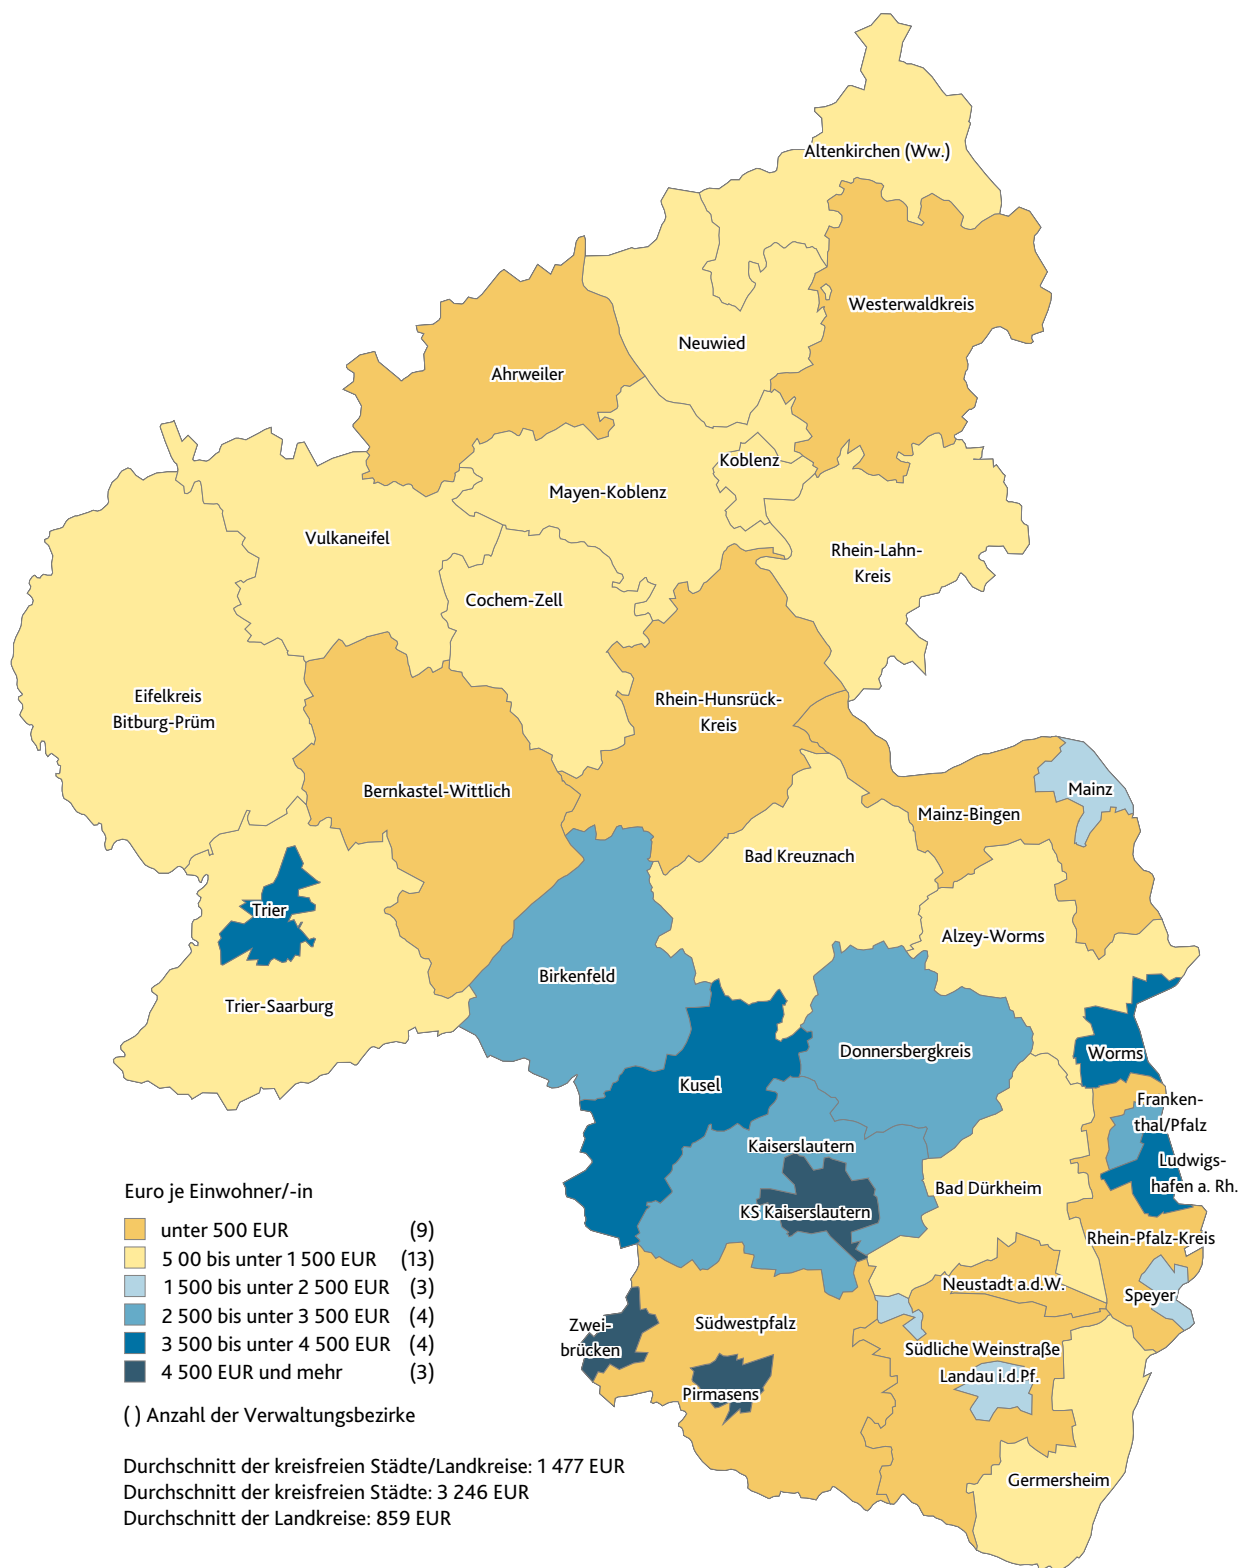 Altenkirchen (Ww.)
Westerwaldkreis
Neuwied
Ahrweiler
Koblenz
Mayen-Koblenz
Vulkaneifel
Rhein-Lahn-
Kreis
Cochem-Zell
Eifelkreis
Bitburg-Prüm
Rhein-Hunsrück-
Kreis
Bernkastel-Wittlich
Mainz
Mainz-Bingen
Bad Kreuznach
Trier
Alzey-Worms
Birkenfeld
Trier-Saarburg
Donnersbergkreis
Worms
Kusel
Franken-
thal/Pfalz
Kaiserslautern
Ludwigs-
hafen a. Rh.
Bad Dürkheim
KS Kaiserslautern
Rhein-Pfalz-Kreis
Neustadt a.d.W.
Speyer
Südwestpfalz
Zwei-
brücken
Südliche Weinstraße
Landau i.d.Pf.
Pirmasens
Germersheim
Euro je Einwohner/-in
unter 500 EUR (9)
5 00 bis unter 1 500 EUR (13)
1 500 bis unter 2 500 EUR (3)
2 500 bis unter 3 500 EUR (4)
3 500 bis unter 4 500 EUR (4)
4 500 EUR und mehr (3)
( ) Anzahl der Verwaltungsbezirke
Durchschnitt der kreisfreien Städte/Landkreise: 1 477 EUR
Durchschnitt der kreisfreien Städte: 3 246 EUR
Durchschnitt der Landkreise: 859 EUR